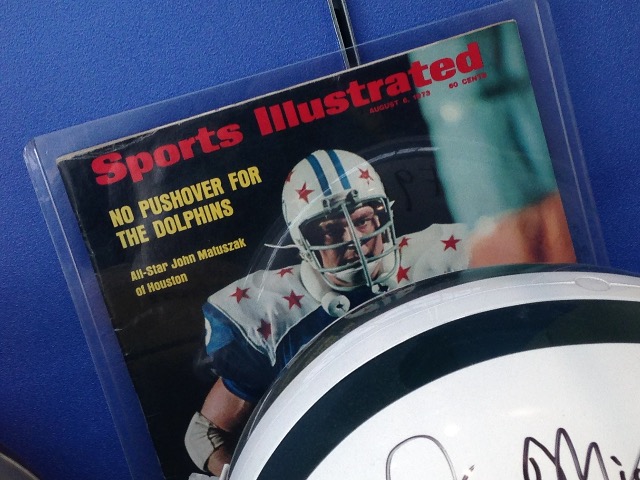 Sports Illustrated
AUGUST 6, 1973 60 CENTS
NO PUSHOVER FOR
THE DOLPHINS
All-Star John Matuszak
of Houston